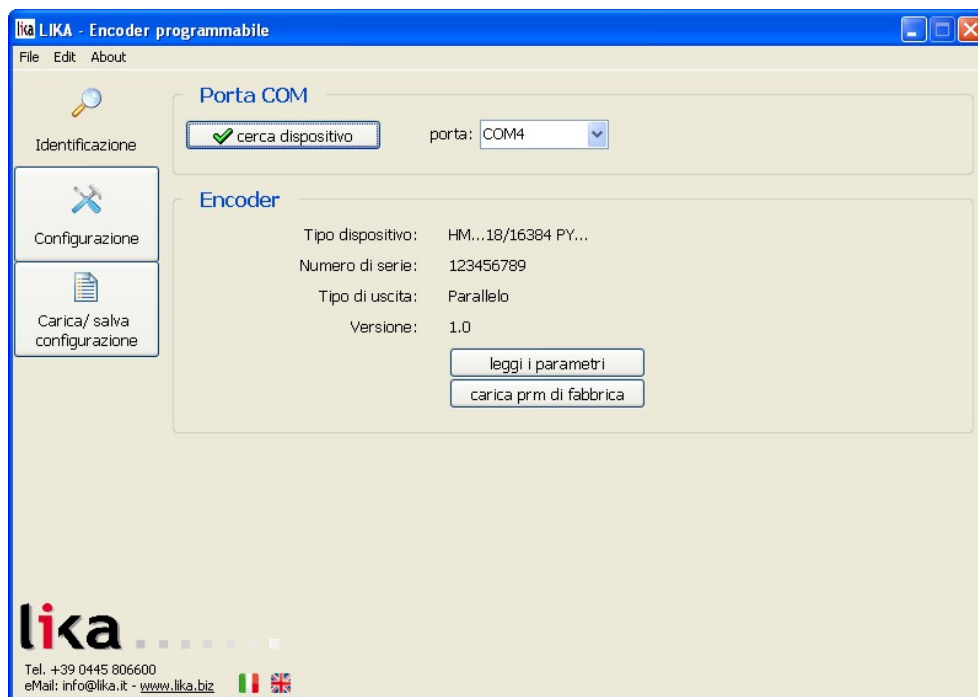 lika LIKA - Encoder programmabile
File Edit About
Identificazione
Configurazione
Carica/ salva
configurazione
Porta COM
cerca dispositivo
porta: COM4
Encoder
Tipo dispositivo: HM...18/16384 PY...
Numero di serie: 123456789
Tipo di uscita: Parallelo
Versione: 1.0
leggi i parametri
carica prm di fabbrica
lika
Tel. +39 0445 806600
eMail: info@lika.it - www.lika.biz